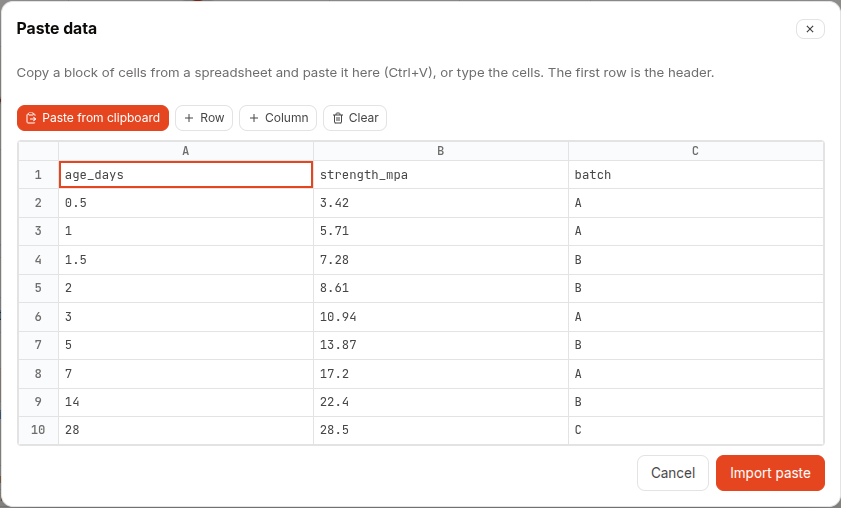 Paste data
Copy a block of cells from a spreadsheet and paste it here (Ctrl+V), or type the cells. The first row is the header.
Paste from clipboard + Row + Column Clear
A B C
1 age_days strength_mpa batch
2 0.5 3.42 A
3 1 5.71 A
4 1.5 7.28 B
5 2 8.61 B
6 3 10.94 A
7 5 13.87 B
8 7 17.2 A
9 14 22.4 B
10 28 28.5 C
Cancel Import paste